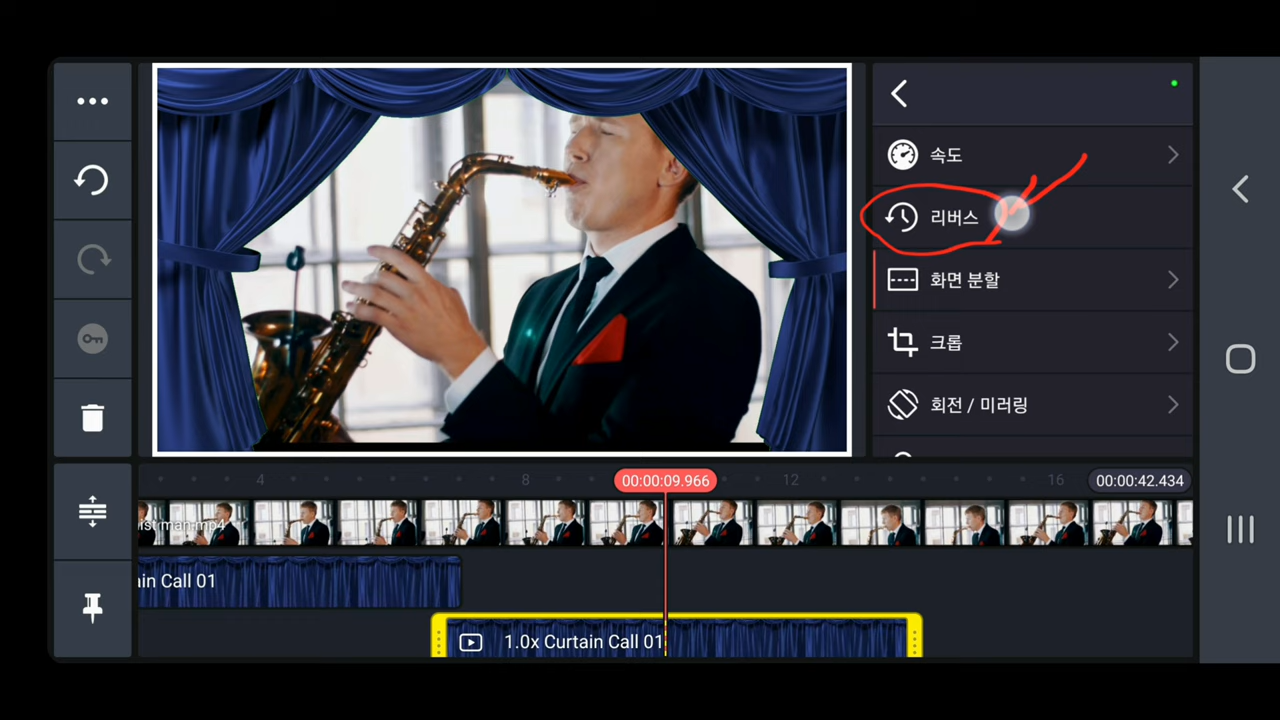 속도
리버스
화면 분할
크롭
회전 / 미러링
4
8
00:00:09.966
12
16
00:00:42.434
ist man.mp4
ain Call 01
1.0x Curtain Call 01